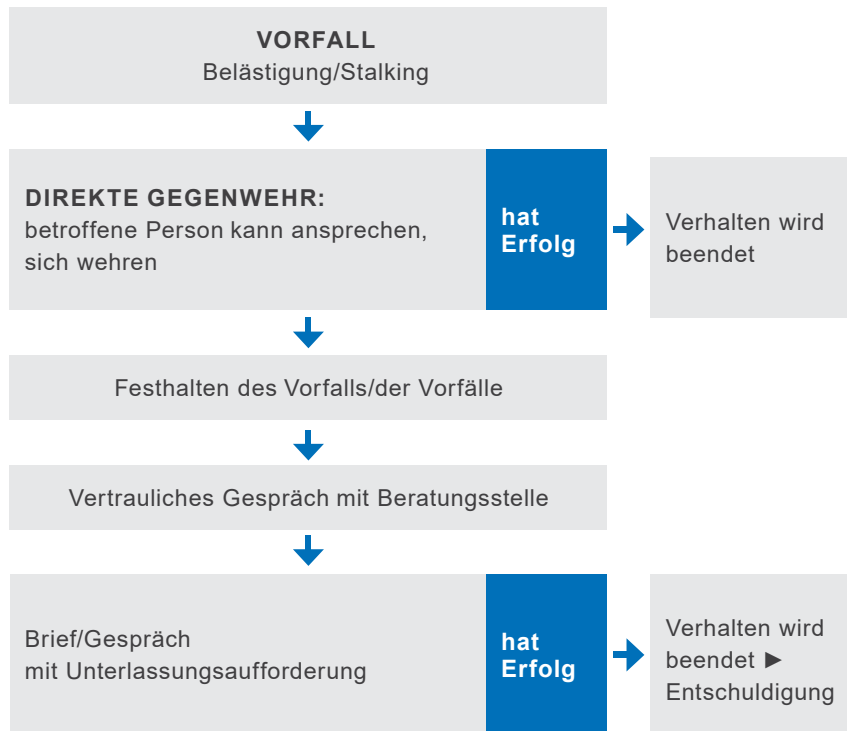 VORFALL
Belästigung/Stalking
DIREKTE GEGENWEHR:
betroffene Person kann ansprechen,
sich wehren
hat
Erfolg
Verhalten wird
beendet
Festhalten des Vorfalls/der Vorfälle
Vertrauliches Gespräch mit Beratungsstelle
Brief/Gespräch
mit Unterlassungsaufforderung
hat
Erfolg
Verhalten wird
beendet ►
Entschuldigung